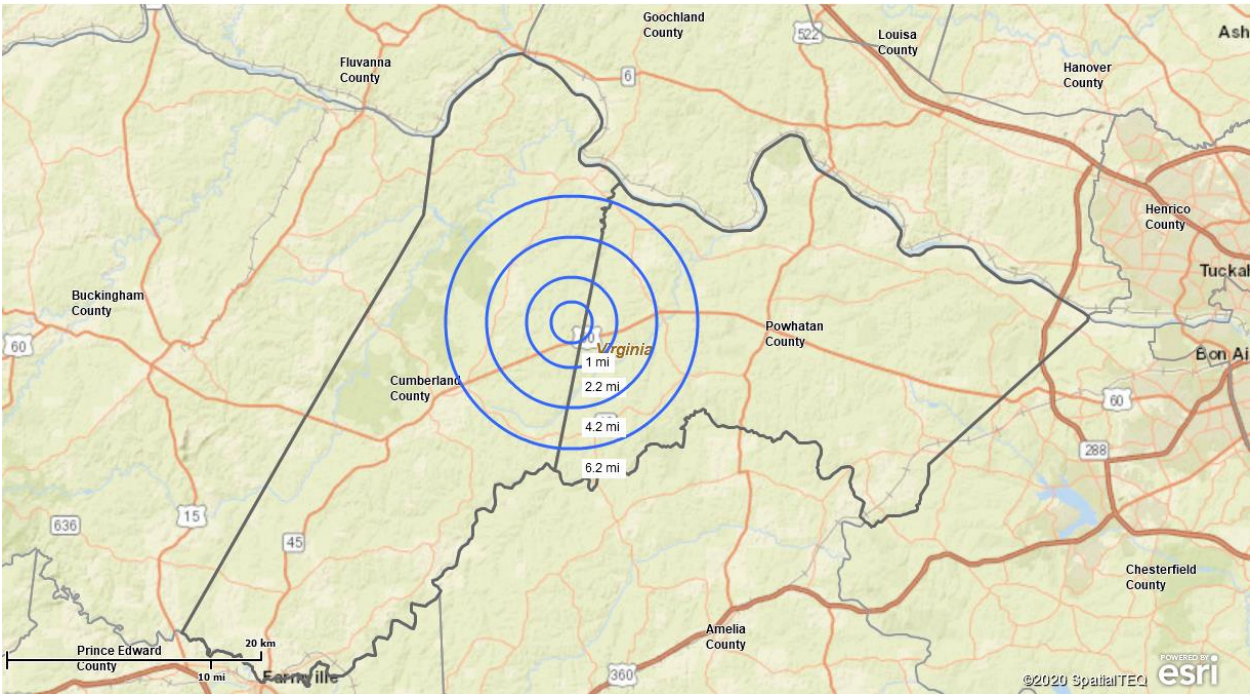 Goochland
County
522
Louisa
County
Ash
Fluvanna
County
6
Hanover
County
Henrico
County
Tuckah
Buckingham
County
60
Virginia
Powhatan
County
1 mi
Bon Ai
Cumberland
County
2.2 mi
60
4.2 mi
288
6.2 mi
15
636
45
Chesterfield
County
Amelia
County
20 km
Prince Edward
County
10 mi
Farmville
360
©2020 SpatialTEQ
POWERED BY
esri